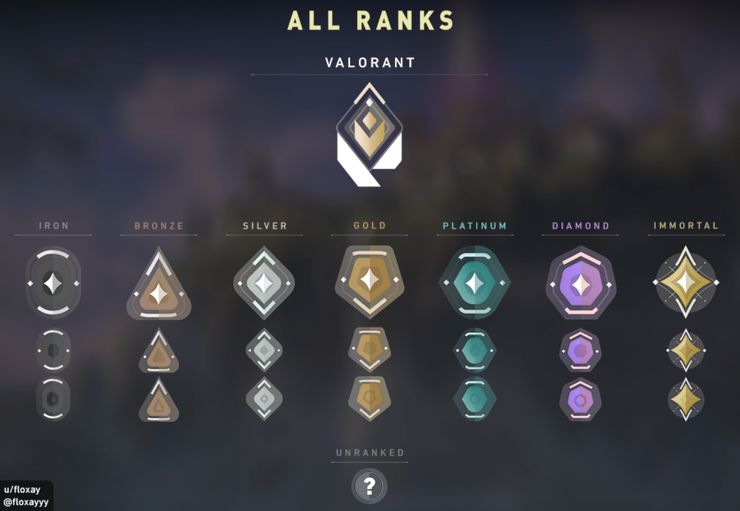 ALL RANKS
VALORANT
IRON BRONZE SILVER GOLD PLATINUM DIAMOND IMMORTAL
UNRANKED
?
u/floxay
@floxayyy